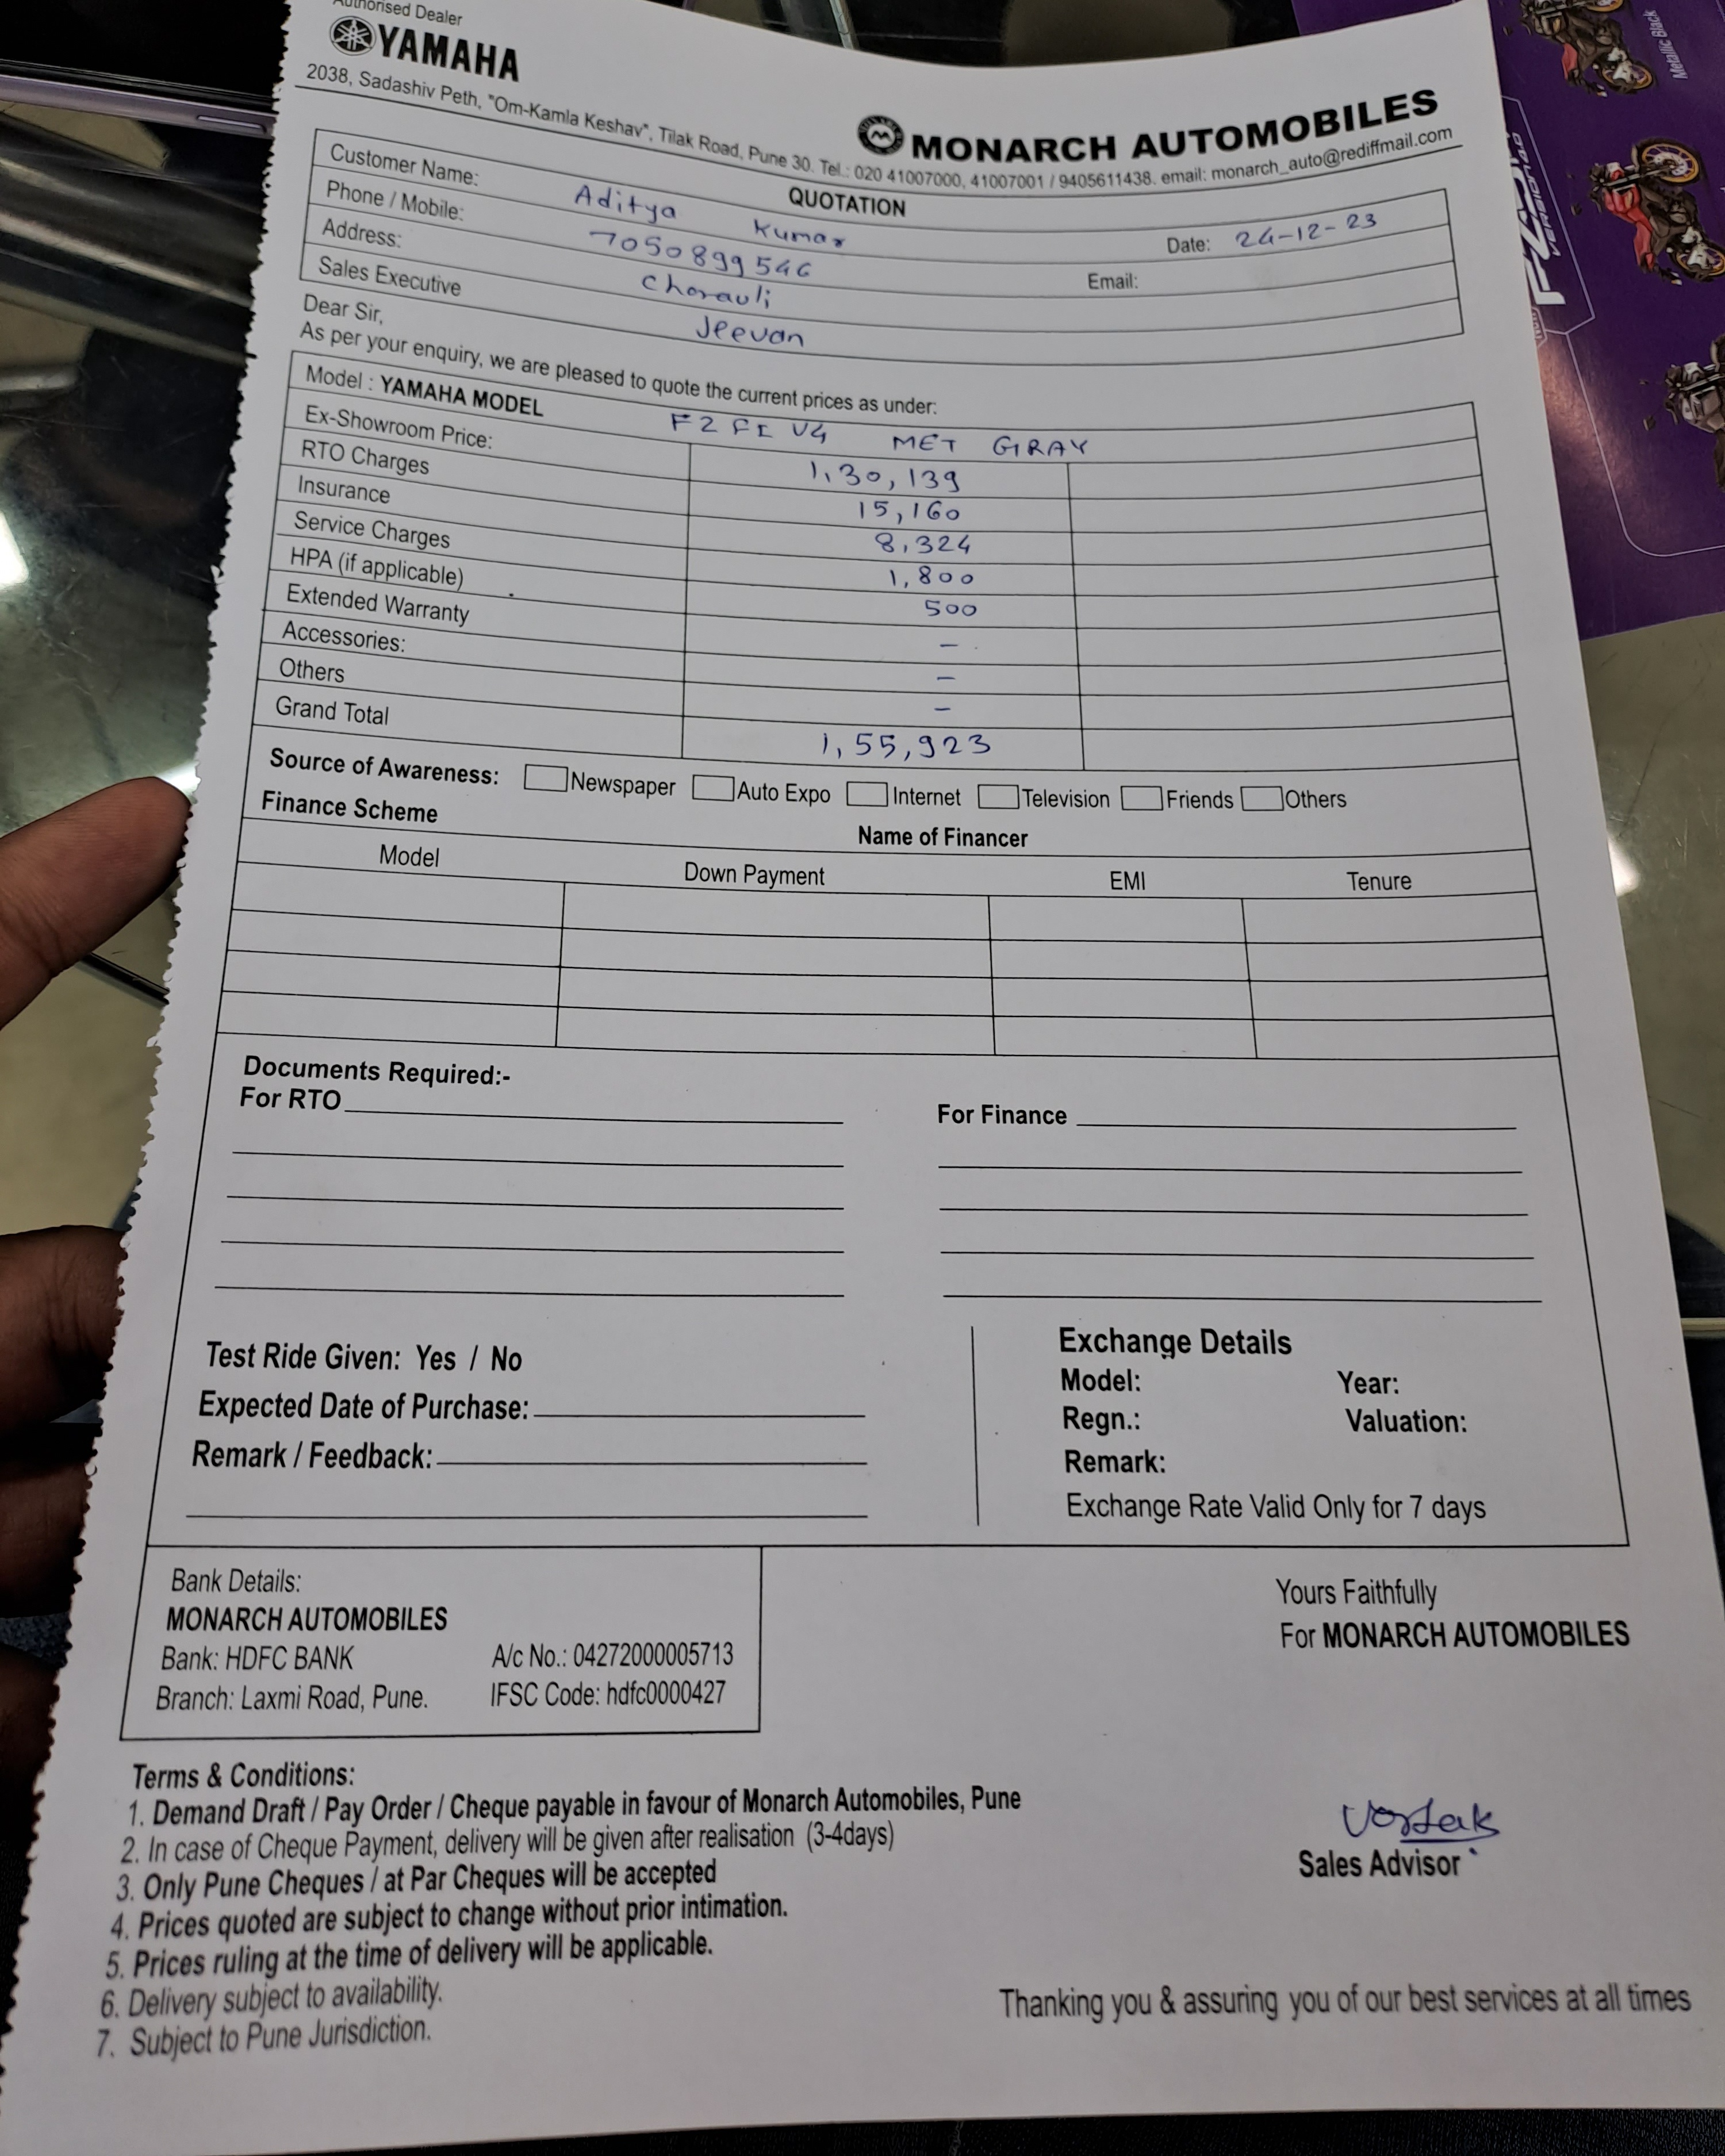 Authorised Dealer
YAMAHA
MONARCH AUTOMOBILES
2038, Sadashiv Peth, "Om-Kamla Keshav", Tilak Road, Pune 30. Tel.: 020 41007000, 41007001 / 9405611438. email: monarch_auto@rediffmail.com
QUOTATION
Customer Name: Aditya Kumar Date: 24-12-23
Phone / Mobile: 7050899546 Email:
Address: Chorauli
Sales Executive Jeevan
Dear Sir,
As per your enquiry, we are pleased to quote the current prices as under:
Model : YAMAHA MODEL FZ FI V4 MET GRAY
Ex-Showroom Price: 1,30,139
RTO Charges 15,160
Insurance 8,324
Service Charges 1,800
HPA (if applicable) 500
Extended Warranty -
Accessories: -
Others -
Grand Total 1,55,923
Source of Awareness: Newspaper Auto Expo Internet Television Friends Others
Finance Scheme Name of Financer
Model Down Payment EMI Tenure
Documents Required:-
For RTO For Finance
Test Ride Given: Yes / No
Expected Date of Purchase:
Remark / Feedback:
Exchange Details
Model: Year:
Regn.: Valuation:
Remark:
Exchange Rate Valid Only for 7 days
Bank Details:
MONARCH AUTOMOBILES
Bank: HDFC BANK A/c No.: 04272000005713
Branch: Laxmi Road, Pune. IFSC Code: hdfc0000427
Yours Faithfully
For MONARCH AUTOMOBILES
Sales Advisor
Terms & Conditions:
1. Demand Draft / Pay Order / Cheque payable in favour of Monarch Automobiles, Pune
2. In case of Cheque Payment, delivery will be given after realisation (3-4days)
3. Only Pune Cheques / at Par Cheques will be accepted
4. Prices quoted are subject to change without prior intimation.
5. Prices ruling at the time of delivery will be applicable.
6. Delivery subject to availability.
7. Subject to Pune Jurisdiction.
Thanking you & assuring you of our best services at all times
Metallic Black